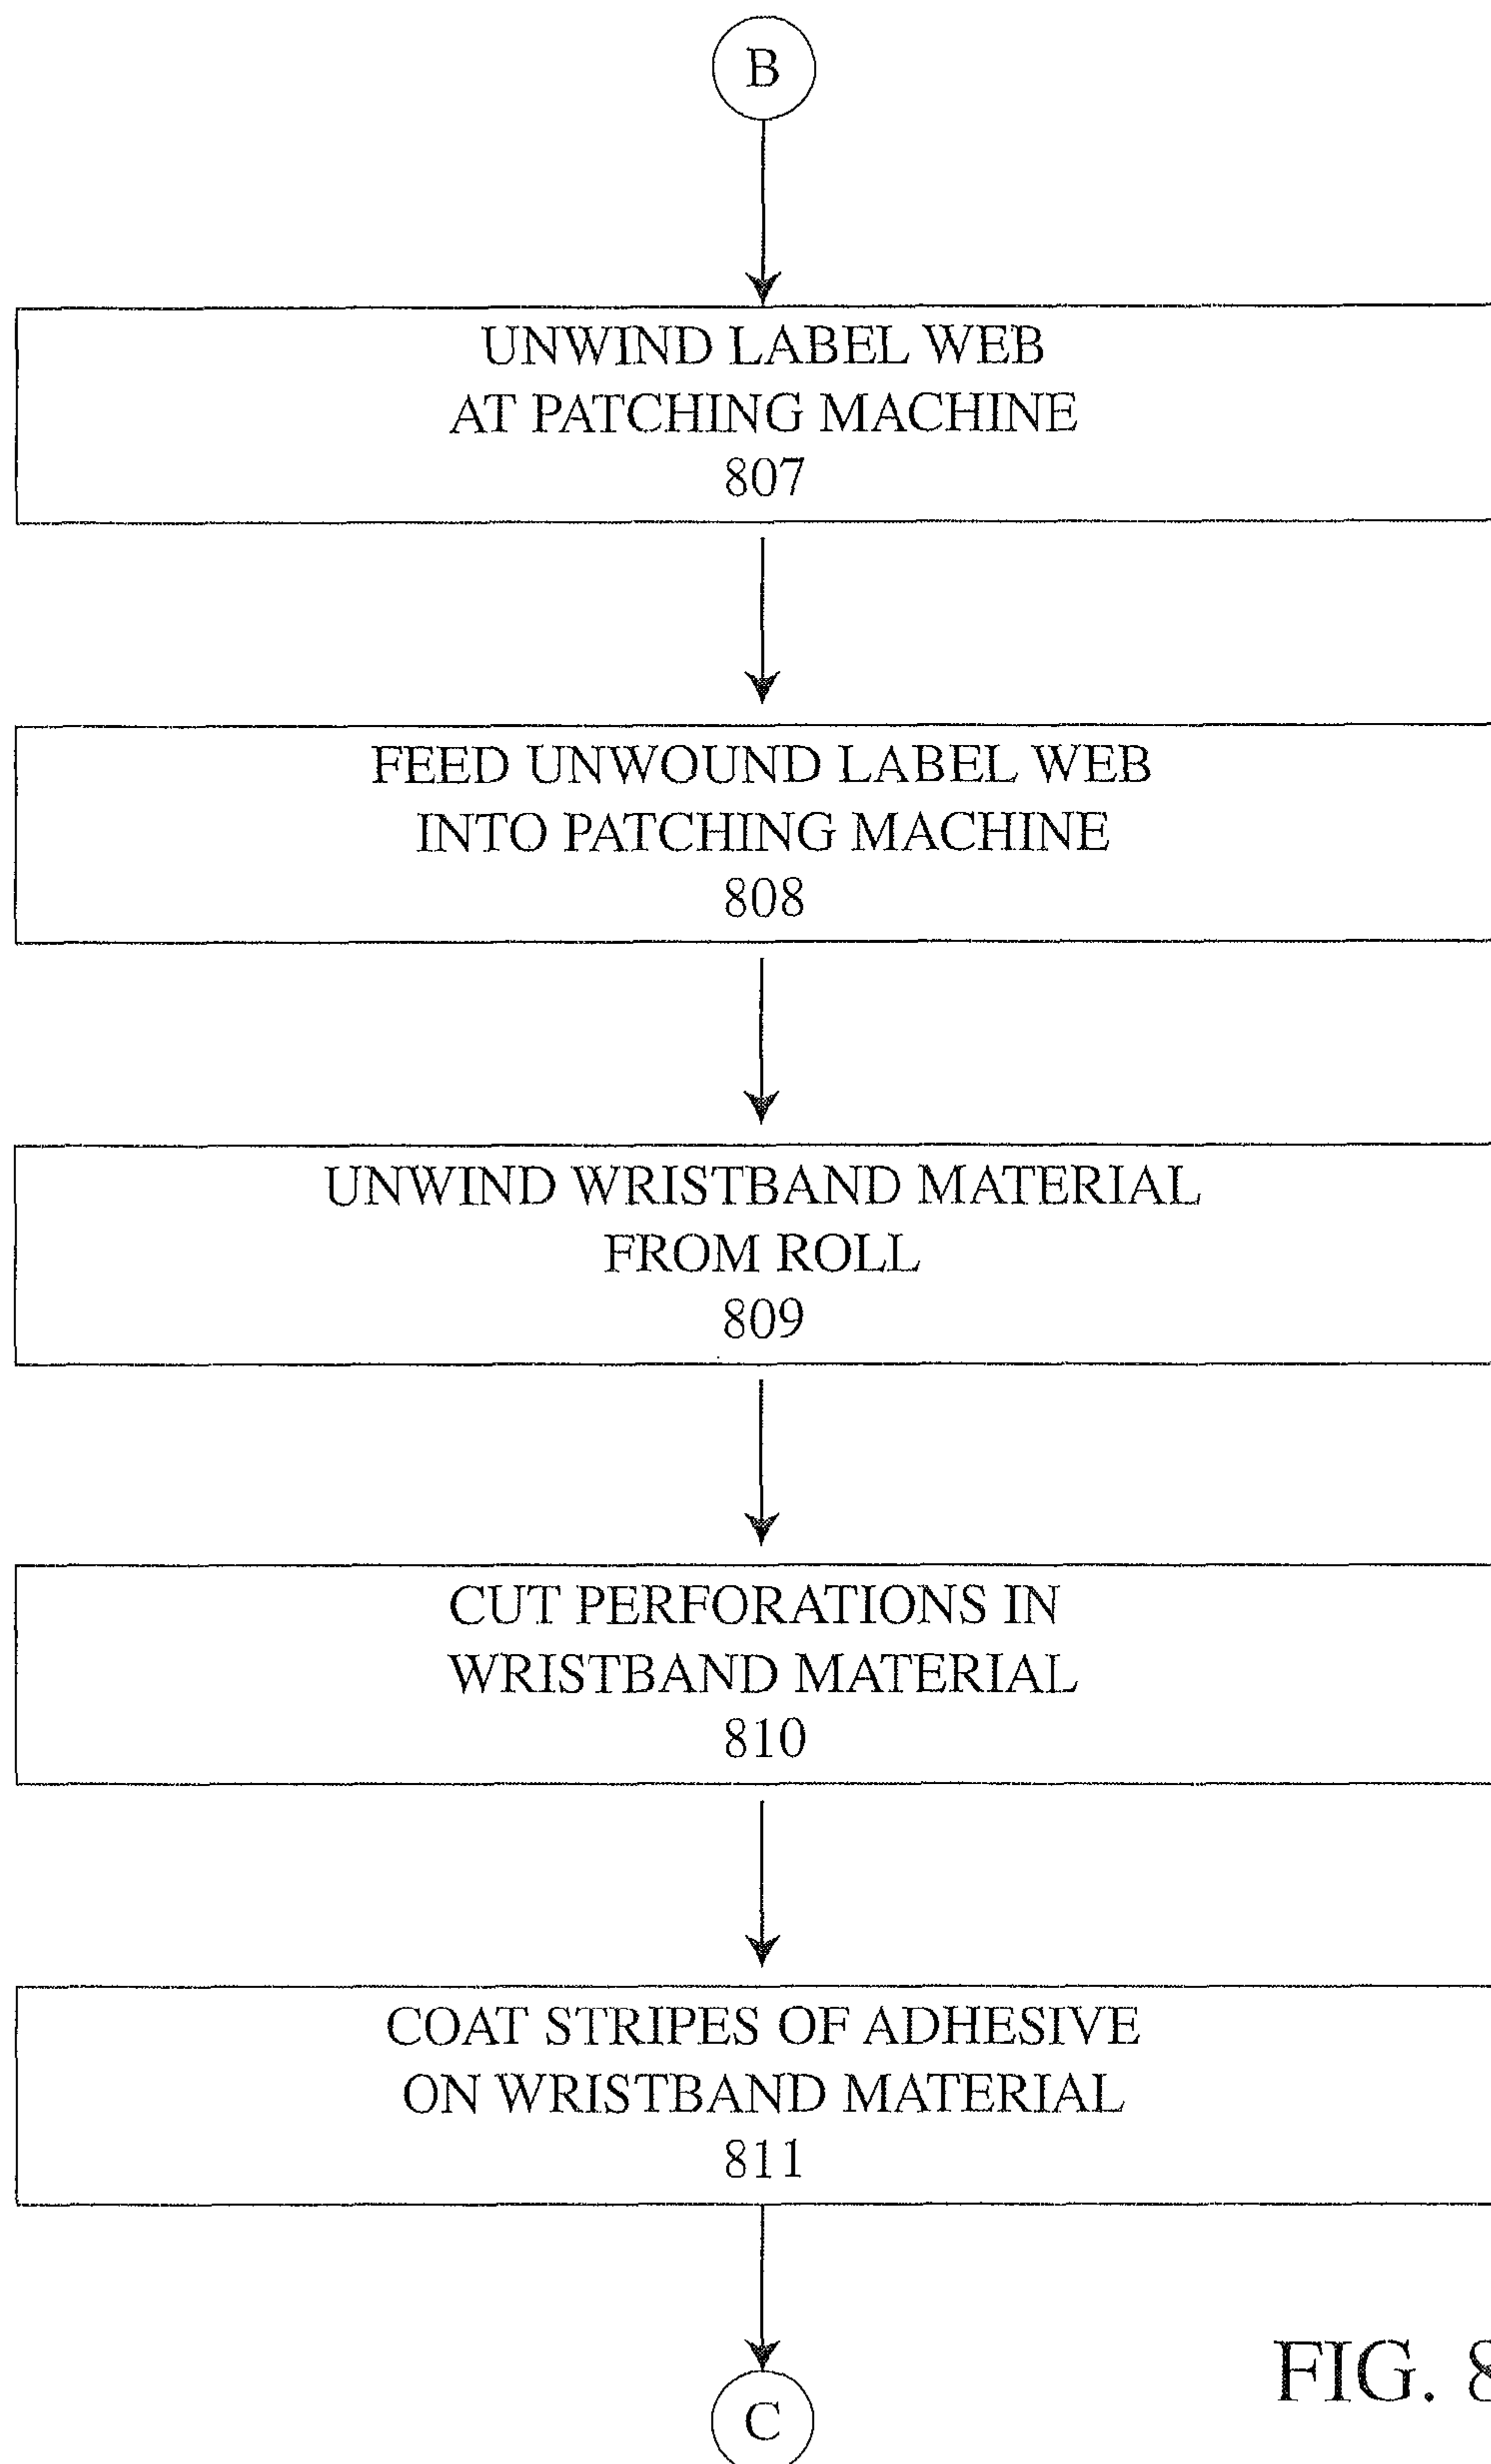 B
UNWIND LABEL WEB
AT PATCHING MACHINE
807
FEED UNWOUND LABEL WEB
INTO PATCHING MACHINE
808
UNWIND WRISTBAND MATERIAL
FROM ROLL
809
CUT PERFORATIONS IN
WRISTBAND MATERIAL
810
COAT STRIPES OF ADHESIVE
ON WRISTBAND MATERIAL
811
FIG. 8
C